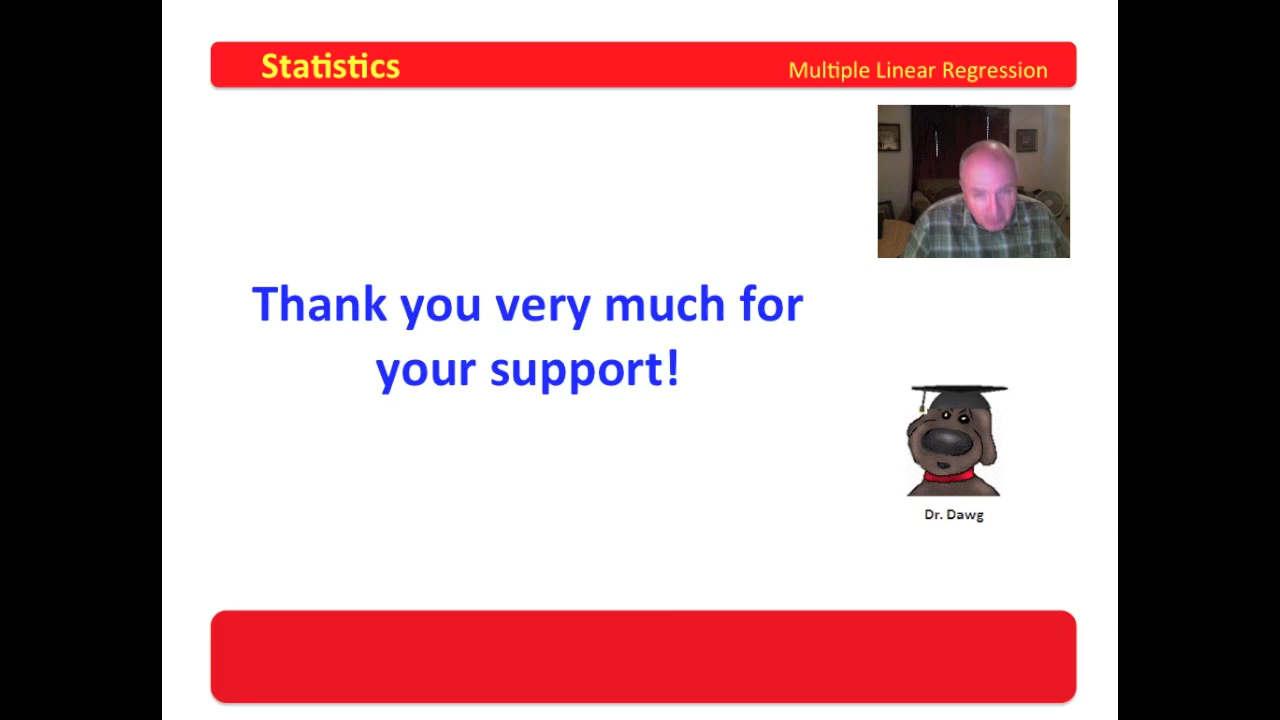 Statistics
Multiple Linear Regression
Thank you very much for
your support!
Dr. Dawg